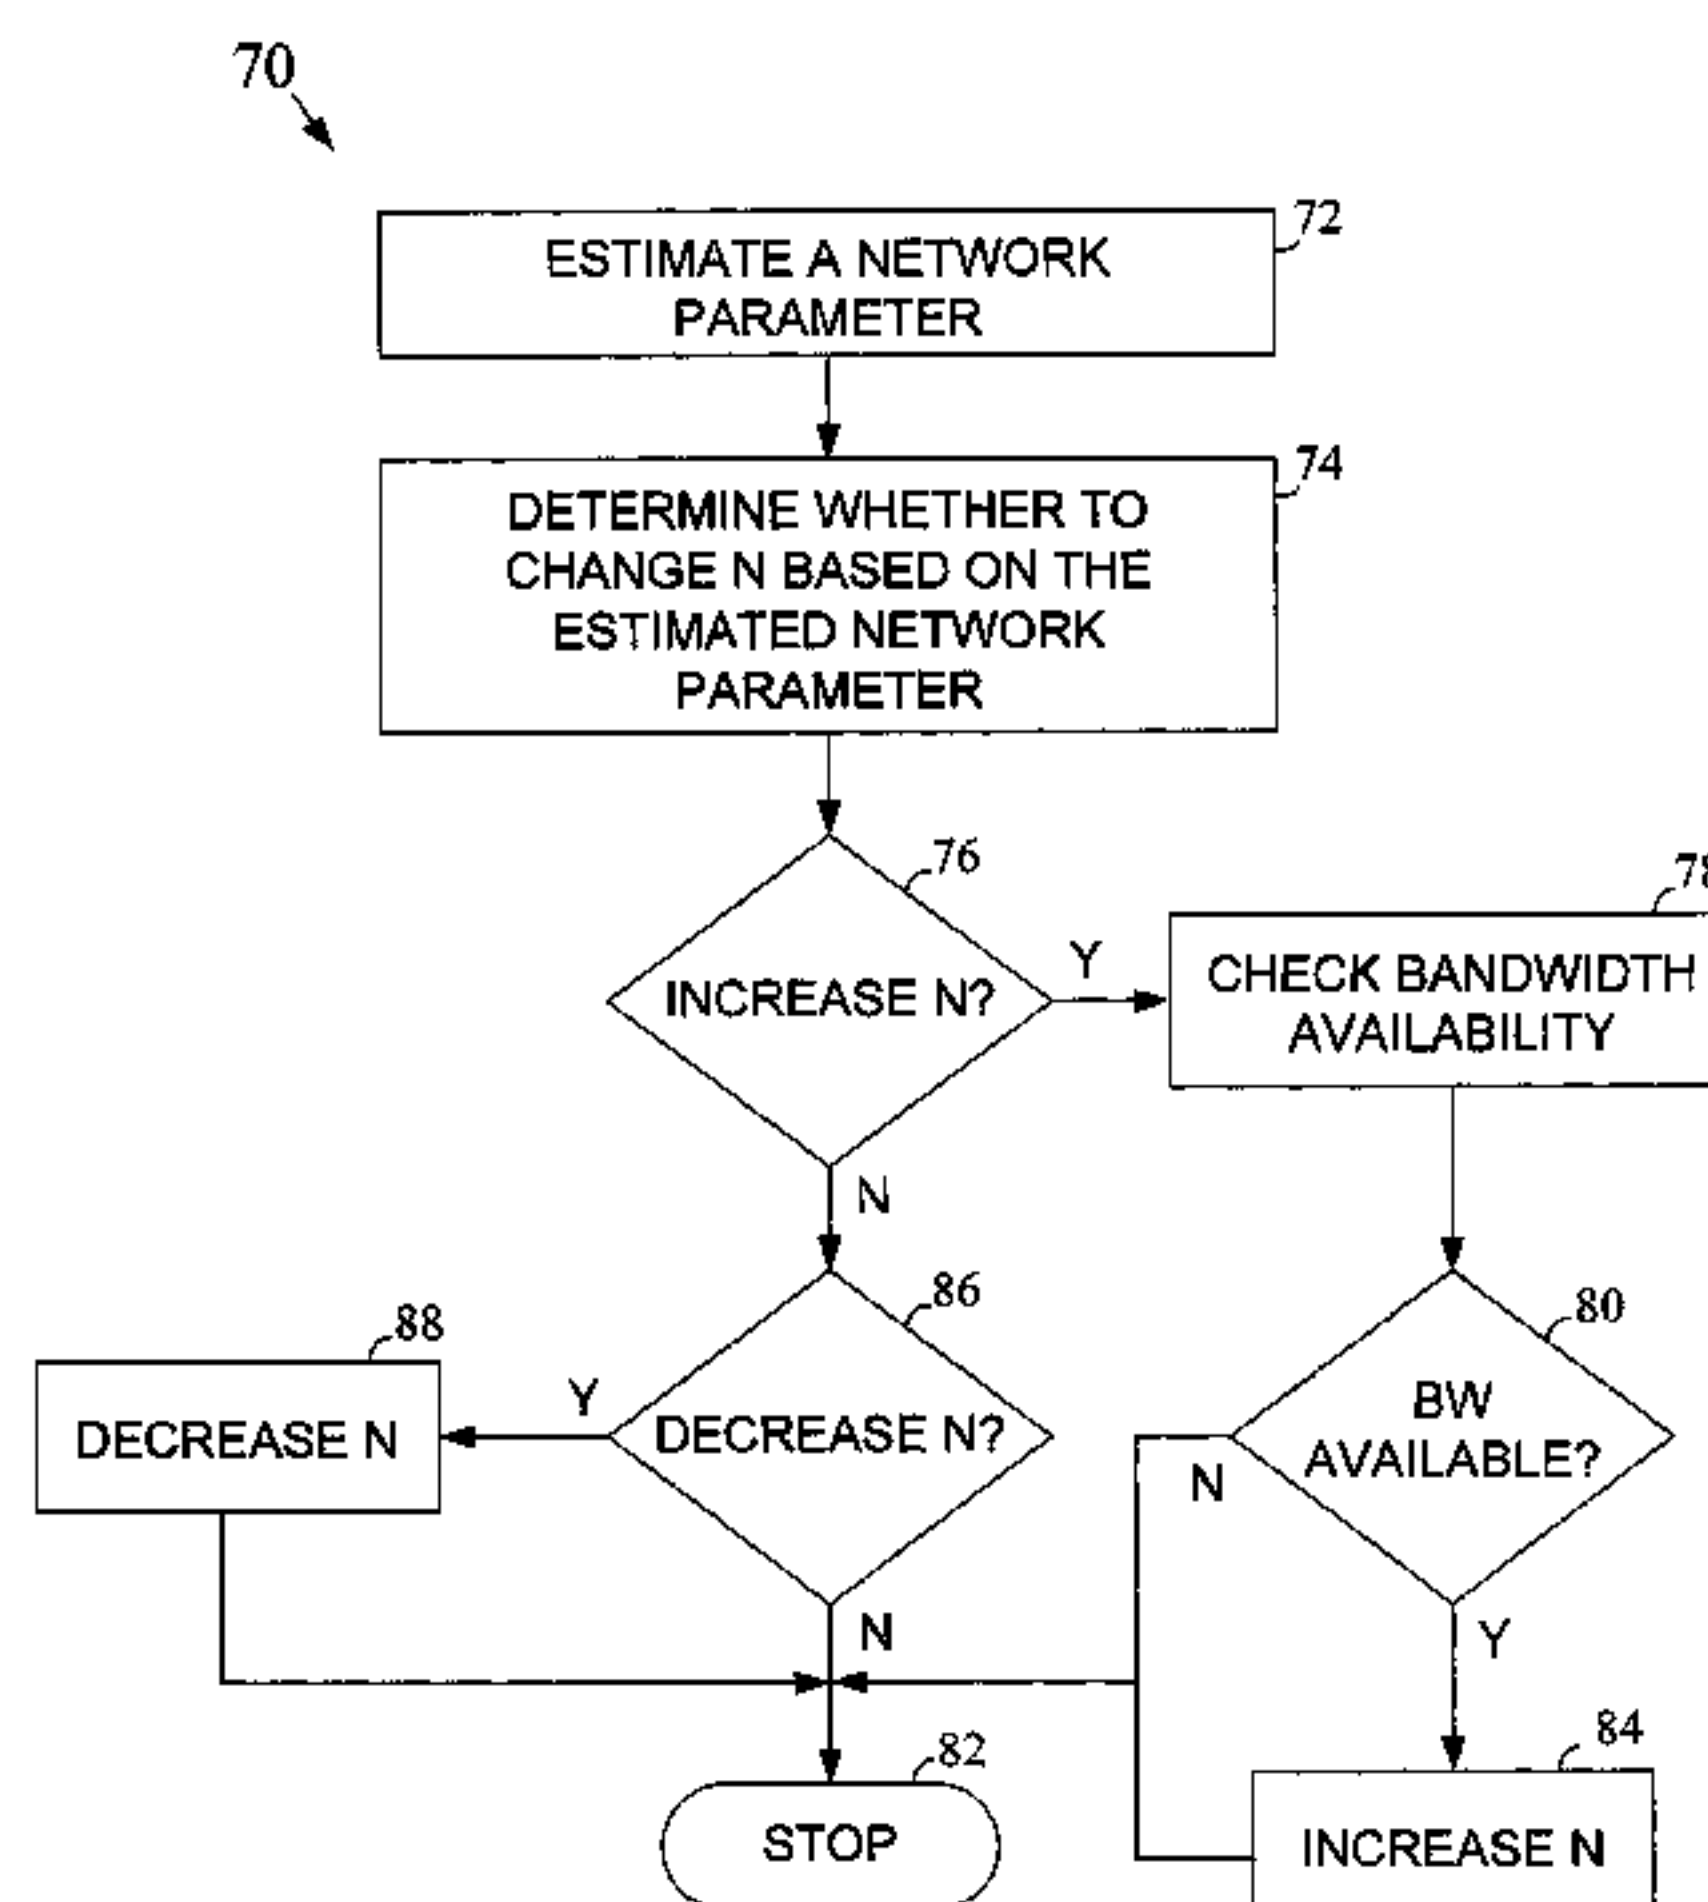 70
72
ESTIMATE A NETWORK
PARAMETER
74
DETERMINE WHETHER TO
CHANGE N BASED ON THE
ESTIMATED NETWORK
PARAMETER
76
INCREASE N?
Y
N
78
CHECK BANDWIDTH
AVAILABILITY
86
DECREASE N?
Y
N
88
DECREASE N
80
BW
AVAILABLE?
N
Y
82
STOP
84
INCREASE N